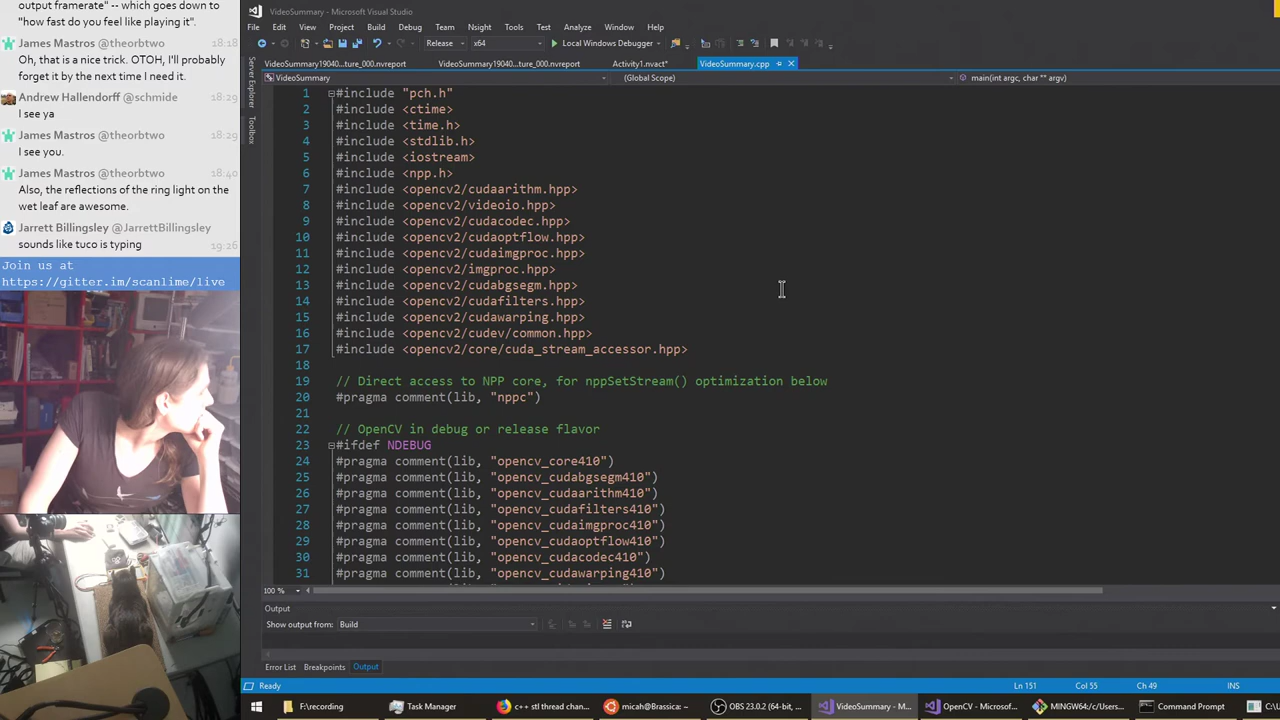 output framerate" -- which goes down to
"how fast do you feel like playing it".
James Mastros @theorbtwo 18:18
Oh, that is a nice trick. OTOH, I'll probably
forget it by the next time I need it.
Andrew Hallendorff @schmide 18:29
I see ya
James Mastros @theorbtwo 18:29
I see you.
James Mastros @theorbtwo 18:40
Also, the reflections of the ring light on the
wet leaf are awesome.
Jarrett Billingsley @JarrettBillingsley
sounds like tuco is typing 19:26
Join us at
https://gitter.im/scanlime/live
VideoSummary - Microsoft Visual Studio
File Edit View Project Build Debug Team Nsight Tools Test Analyze Window Help
Release x64 Local Windows Debugger
VideoSummary19040...ture_000.nvreport VideoSummary19040...ture_000.nvreport Activity1.nvact* VideoSummary.cpp
VideoSummary (Global Scope) main(int argc, char ** argv)
Server Explorer
Toolbox
1 #include "pch.h"
2 #include <ctime>
3 #include <time.h>
4 #include <stdlib.h>
5 #include <iostream>
6 #include <npp.h>
7 #include <opencv2/cudaarithm.hpp>
8 #include <opencv2/videoio.hpp>
9 #include <opencv2/cudacodec.hpp>
10 #include <opencv2/cudaoptflow.hpp>
11 #include <opencv2/cudaimgproc.hpp>
12 #include <opencv2/imgproc.hpp>
13 #include <opencv2/cudabgsegm.hpp>
14 #include <opencv2/cudafilters.hpp>
15 #include <opencv2/cudawarping.hpp>
16 #include <opencv2/cudev/common.hpp>
17 #include <opencv2/core/cuda_stream_accessor.hpp>
18
19 // Direct access to NPP core, for nppSetStream() optimization below
20 #pragma comment(lib, "nppc")
21
22 // OpenCV in debug or release flavor
23 #ifdef NDEBUG
24 #pragma comment(lib, "opencv_core410")
25 #pragma comment(lib, "opencv_cudabgsegm410")
26 #pragma comment(lib, "opencv_cudaarithm410")
27 #pragma comment(lib, "opencv_cudafilters410")
28 #pragma comment(lib, "opencv_cudaimgproc410")
29 #pragma comment(lib, "opencv_cudaoptflow410")
30 #pragma comment(lib, "opencv_cudacodec410")
31 #pragma comment(lib, "opencv_cudawarping410")
100 %
Output
Show output from: Build
Error List Breakpoints Output
Ready Ln 151 Col 55 Ch 49 INS
F:\recording Task Manager c++ stl thread chan... micah@Brassica: ~ OBS 23.0.2 (64-bit, ... VideoSummary - M... OpenCV - Microsof... MINGW64:/c/Users... Command Prompt C:\